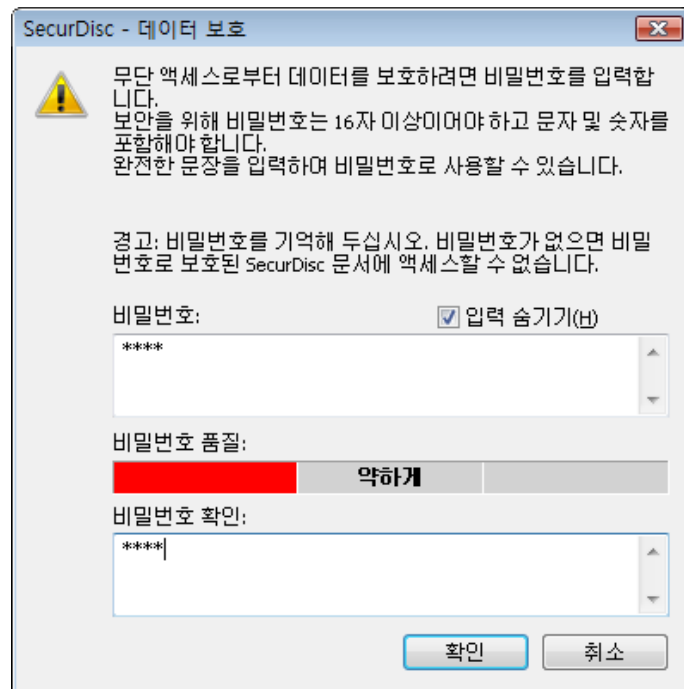 SecurDisc - 데이터 보호
무단 액세스로부터 데이터를 보호하려면 비밀번호를 입력합
니다.
보안을 위해 비밀번호는 16자 이상이어야 하고 문자 및 숫자를
포함해야 합니다.
완전한 문장을 입력하여 비밀번호로 사용할 수 있습니다.
경고: 비밀번호를 기억해 두십시오. 비밀번호가 없으면 비밀
번호로 보호된 SecurDisc 문서에 액세스할 수 없습니다.
비밀번호: 입력 숨기기(H)
****
비밀번호 품질:
약하게
비밀번호 확인:
****
확인 취소